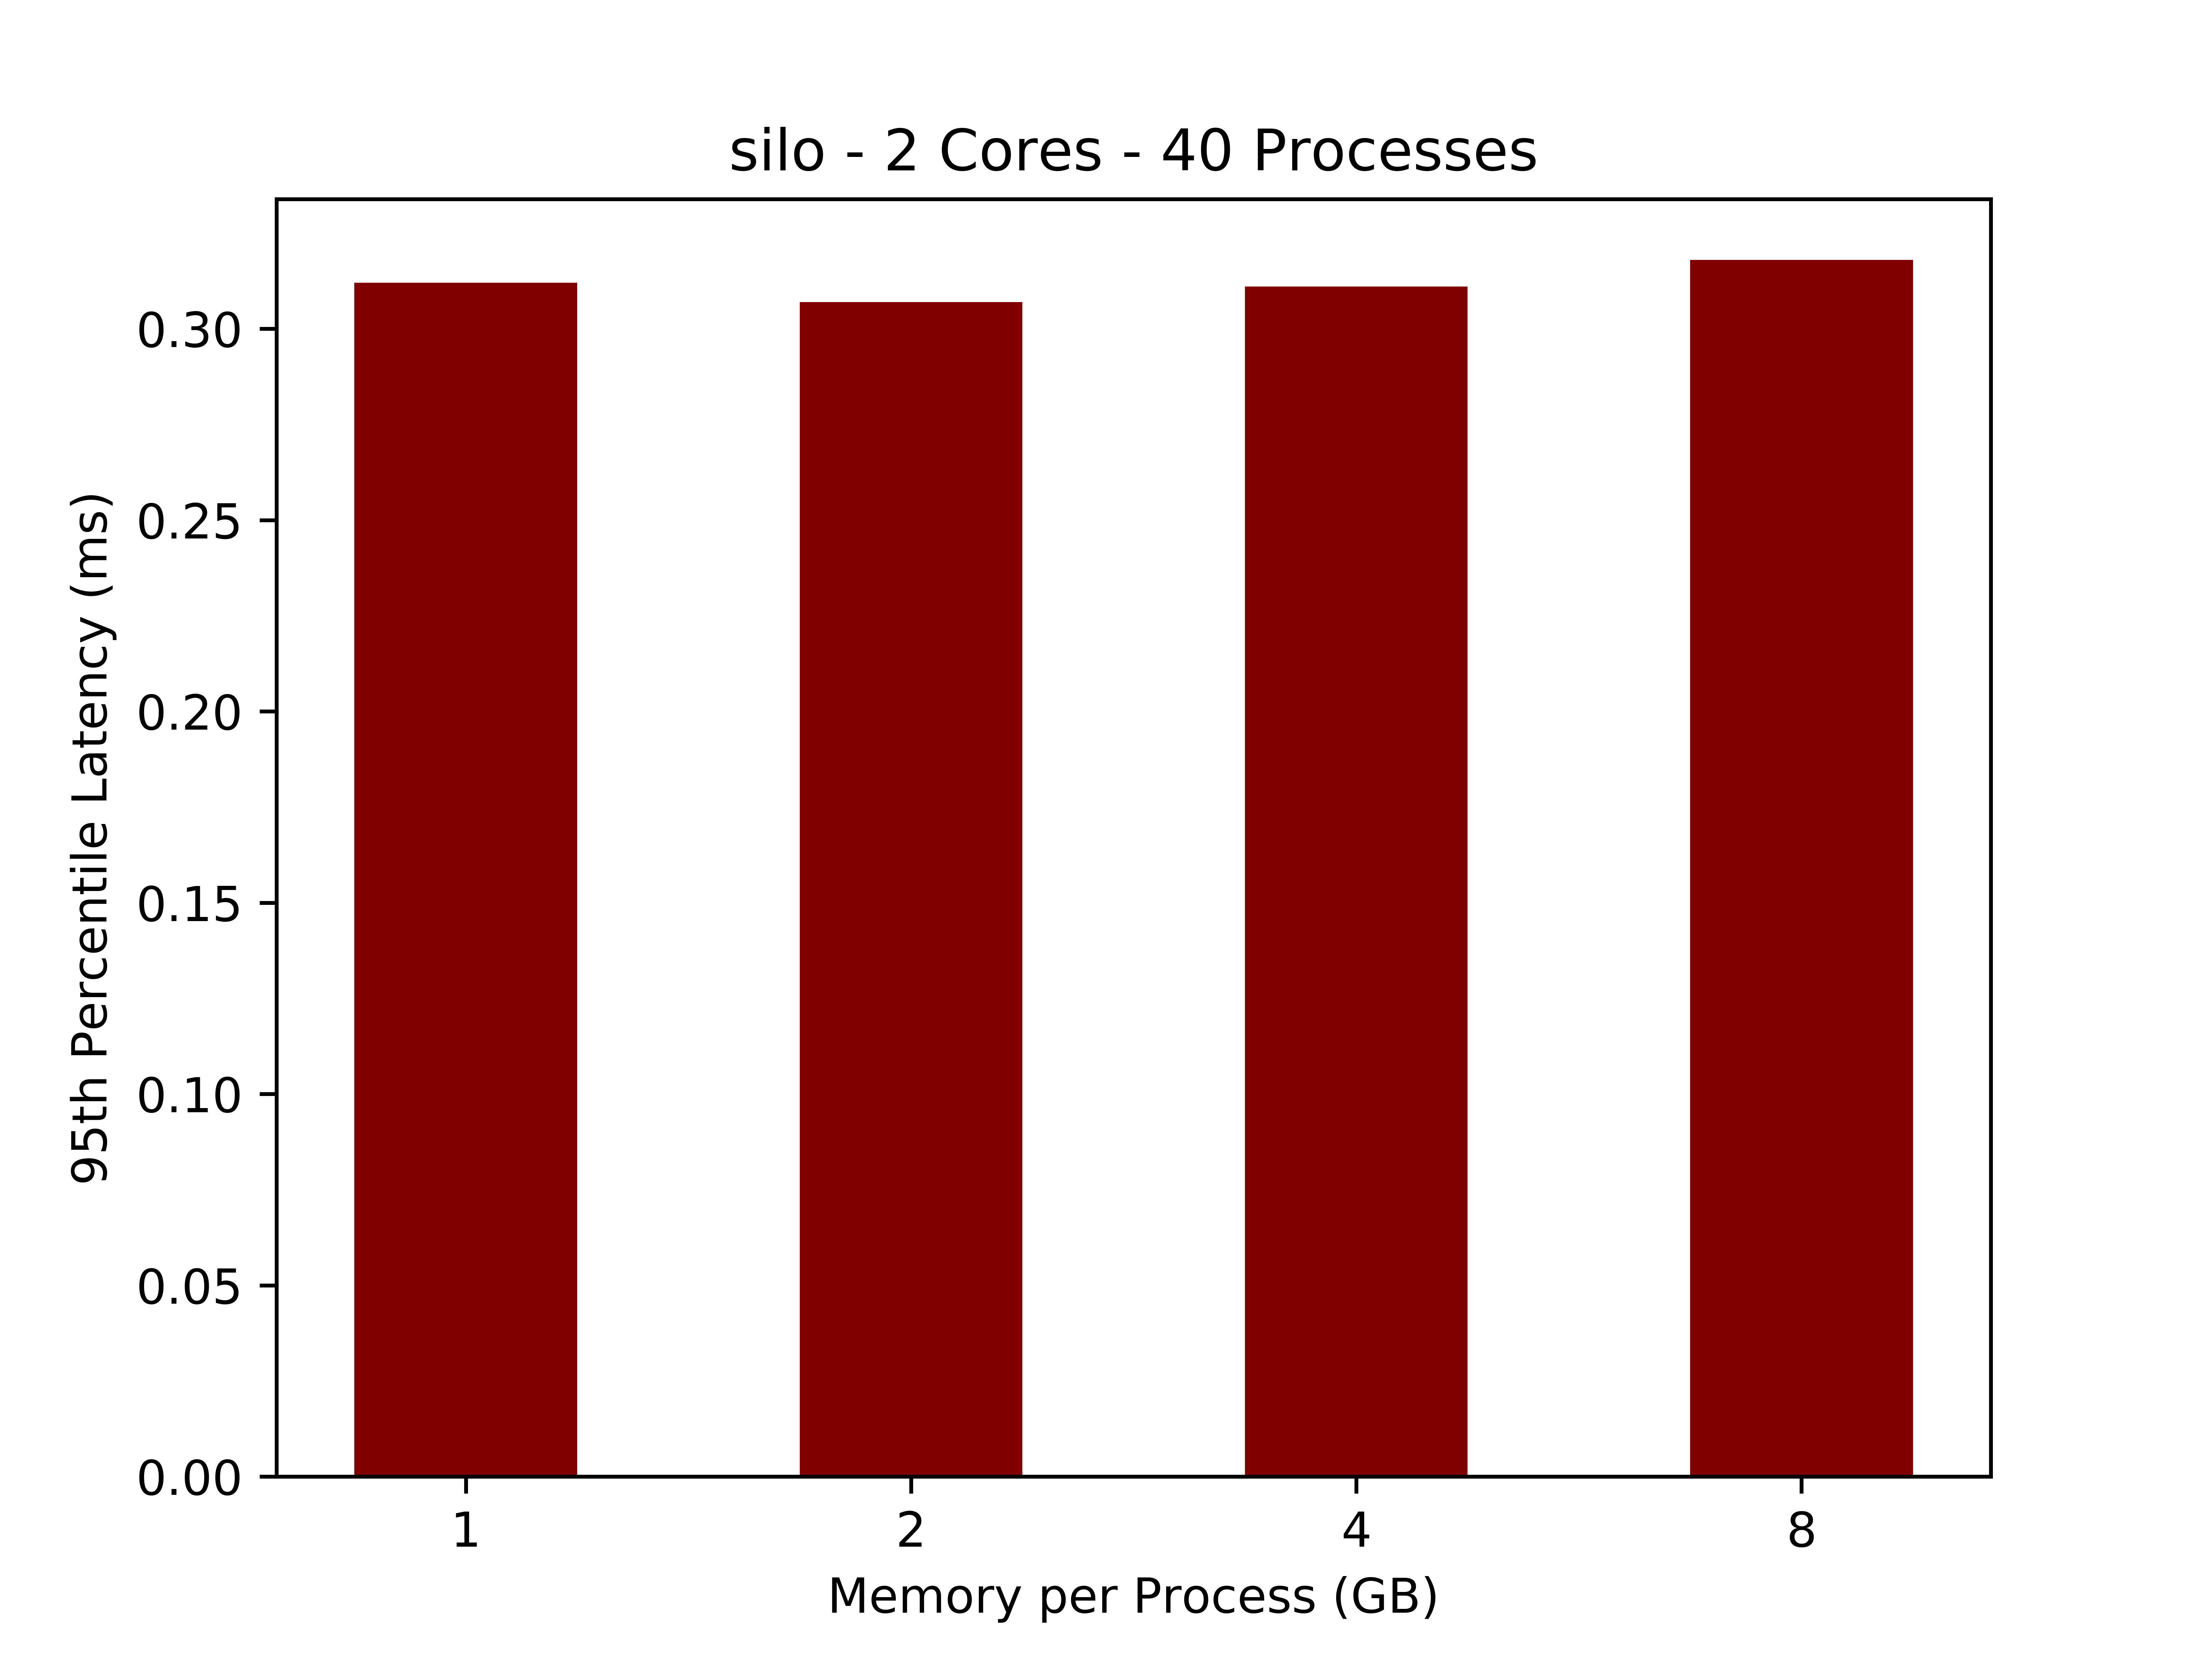 silo - 2 Cores - 40 Processes
95th Percentile Latency (ms)
0.30
0.25
0.20
0.15
0.10
0.05
0.00
1 2 4 8
Memory per Process (GB)